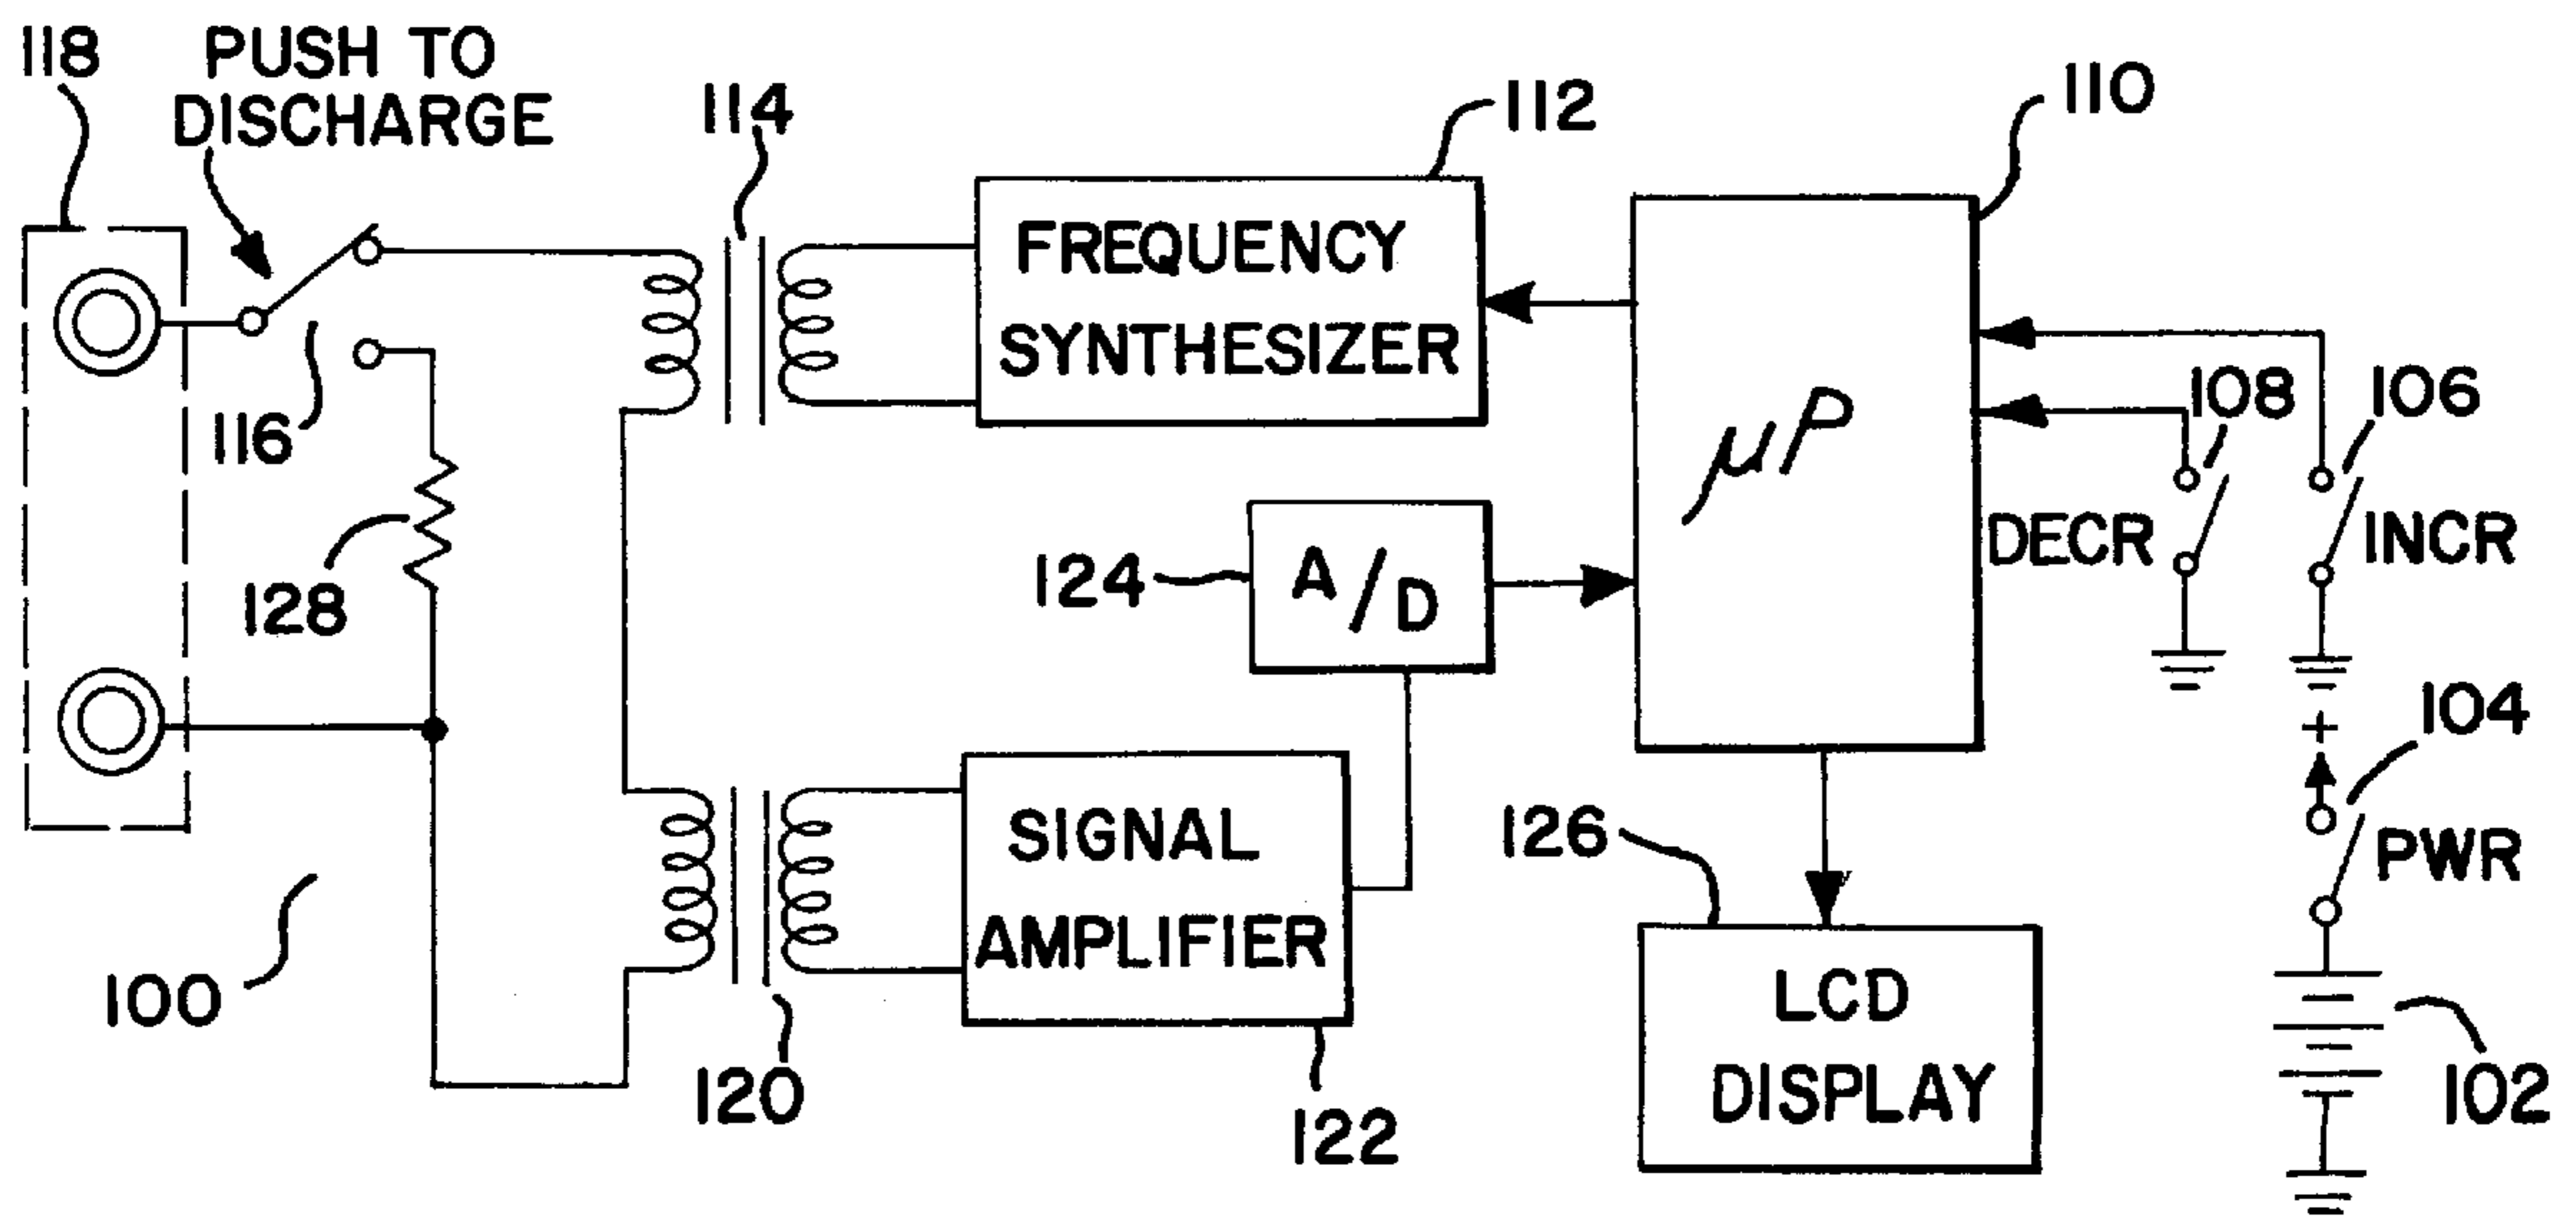 118
PUSH TO
DISCHARGE
114
112
110
FREQUENCY
SYNTHESIZER
μP
108
106
116
DECR
INCR
124
A/D
128
104
+
126
SIGNAL
AMPLIFIER
PWR
100
LCD
DISPLAY
120
122
102